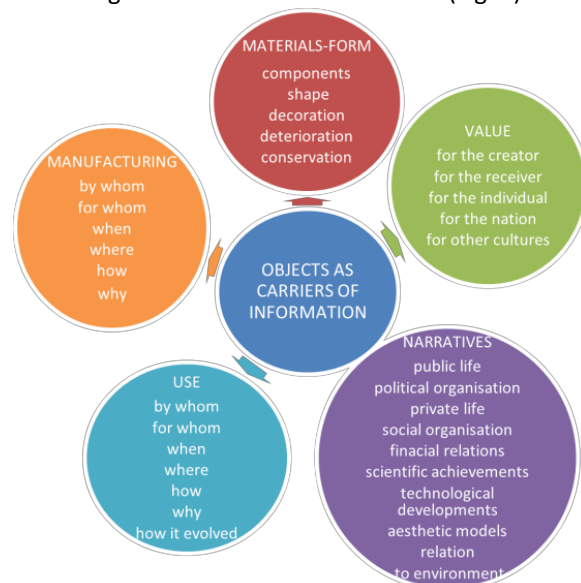 MATERIALS-FORM
components
shape
decoration
deterioration
conservation
VALUE
for the creator
for the receiver
for the individual
for the nation
for other cultures
MANUFACTURING
by whom
for whom
when
where
how
why
OBJECTS AS
CARRIERS OF
INFORMATION
USE
by whom
for whom
when
where
how
why
how it evolved
NARRATIVES
public life
political organisation
private life
social organisation
finacial relations
scientific achievements
technological
developments
aesthetic models
relation
to environment